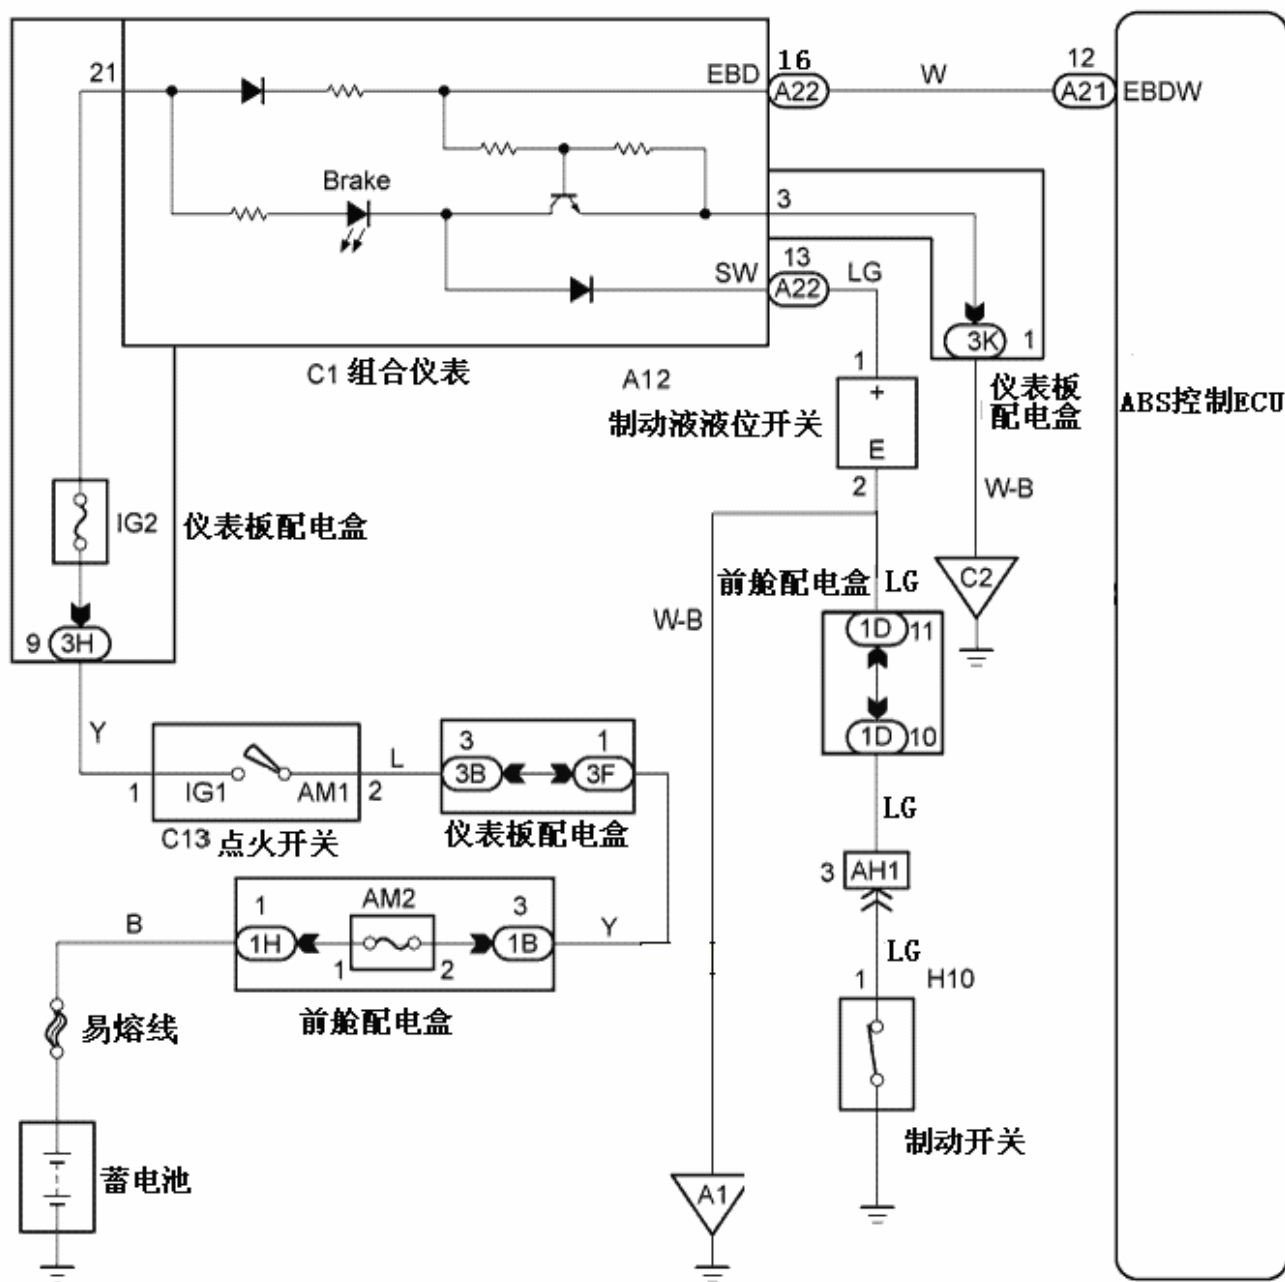 21
EBD
16
A22
W
12
A21
EBDW
Brake
3
SW
13
A22
LG
3K
1
C1 组合仪表
A12
制动液液位开关
1
+
E
2
仪表板
配电盒
ABS控制ECU
W-B
C2
IG2
仪表板配电盒
前舱配电盒
LG
W-B
1D
11
1D
10
9
3H
Y
1
IG1
AM1
2
L
3
3B
1
3F
C13 点火开关
仪表板配电盒
LG
3
AH1
B
1
1H
AM2
1
2
3
1B
Y
前舱配电盒
LG
1
H10
易熔线
制动开关
蓄电池
A1